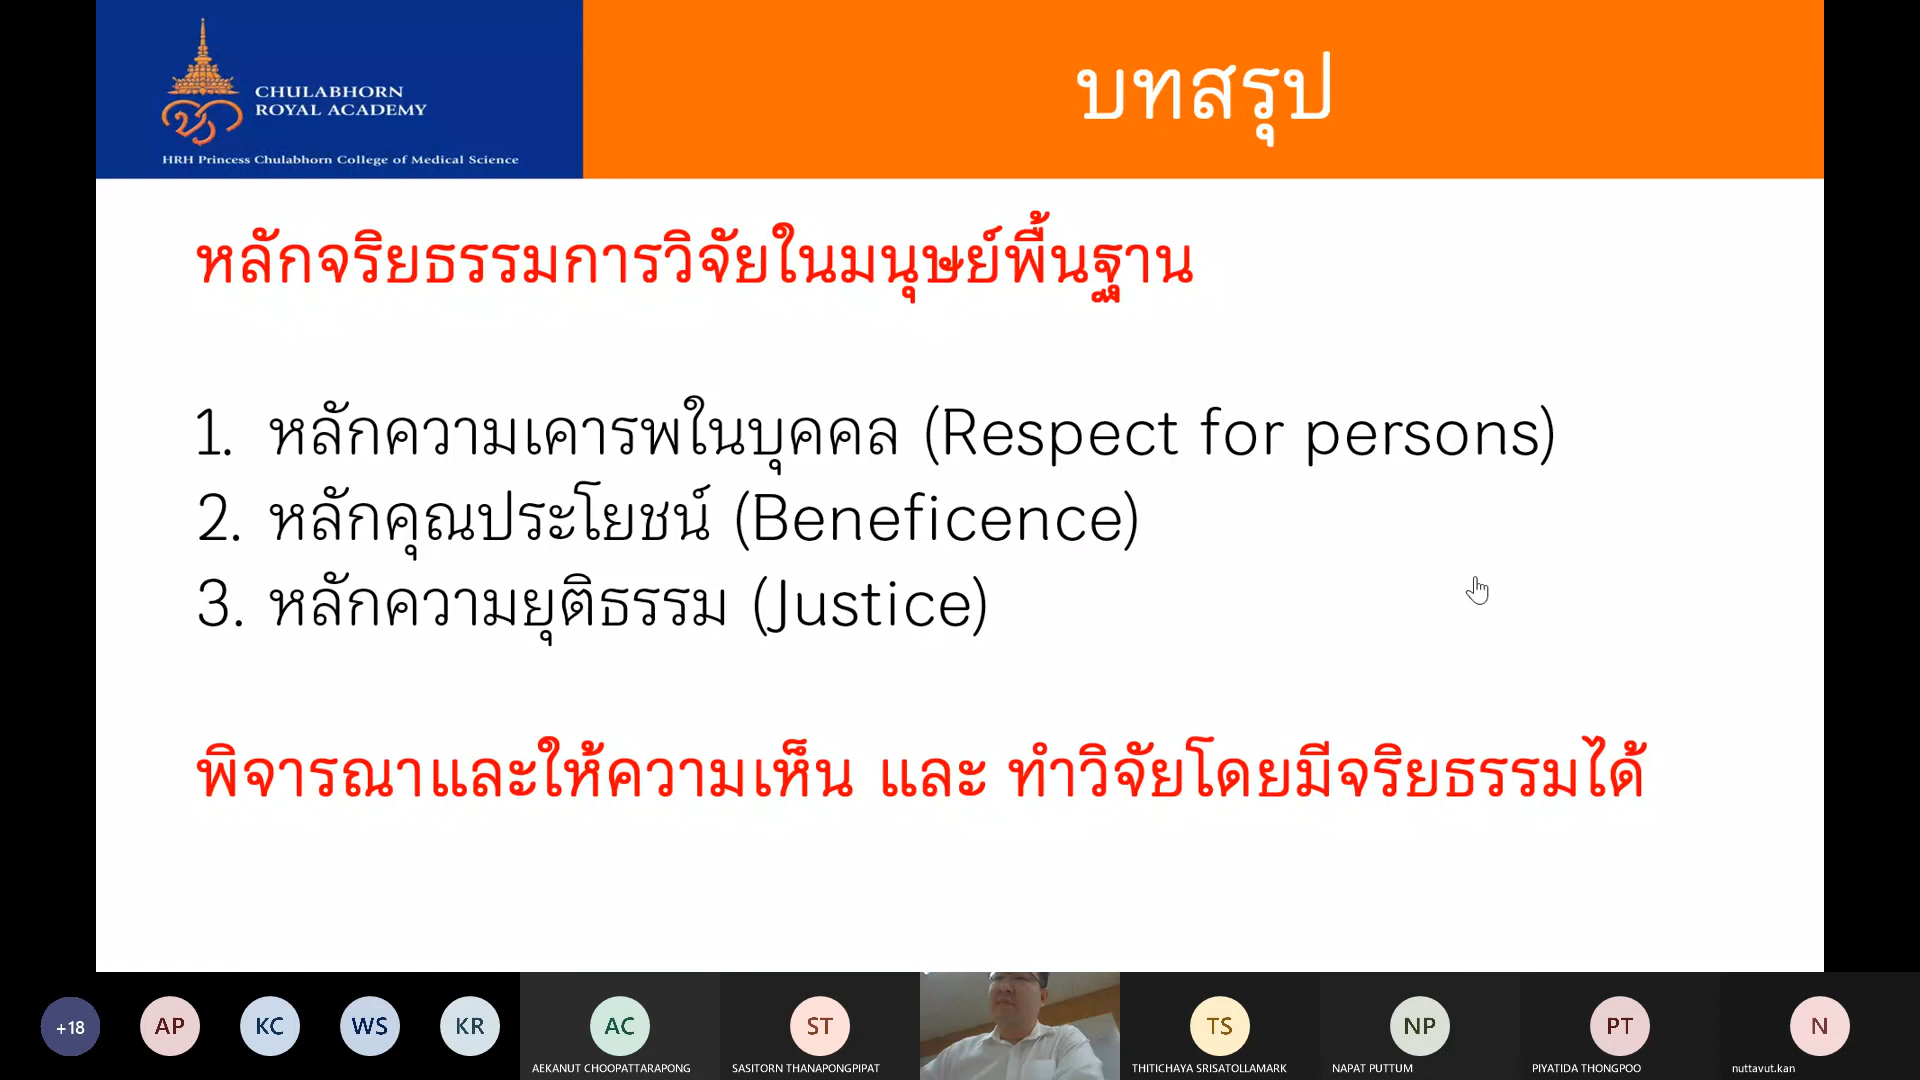 CHULABHORN
ROYAL ACADEMY
HRH Princess Chulabhorn College of Medical Science
บทสรุป
หลักจริยธรรมการวิจัยในมนุษย์พื้นฐาน
1. หลักความเคารพในบุคคล (Respect for persons)
2. หลักคุณประโยชน์ (Beneficence)
3. หลักความยุติธรรม (Justice)
พิจารณาและให้ความเห็น และ ทำวิจัยโดยมีจริยธรรมได้
+18 AP KC WS KR AC ST TS NP PT N
AEKANUT CHOOPATTARAPONG SASITORN THANAPONGPIPAT THITICHAYA SRISATOLLAMARK NAPAT PUTTUM PIYATIDA THONGPOO nuttavut.kan